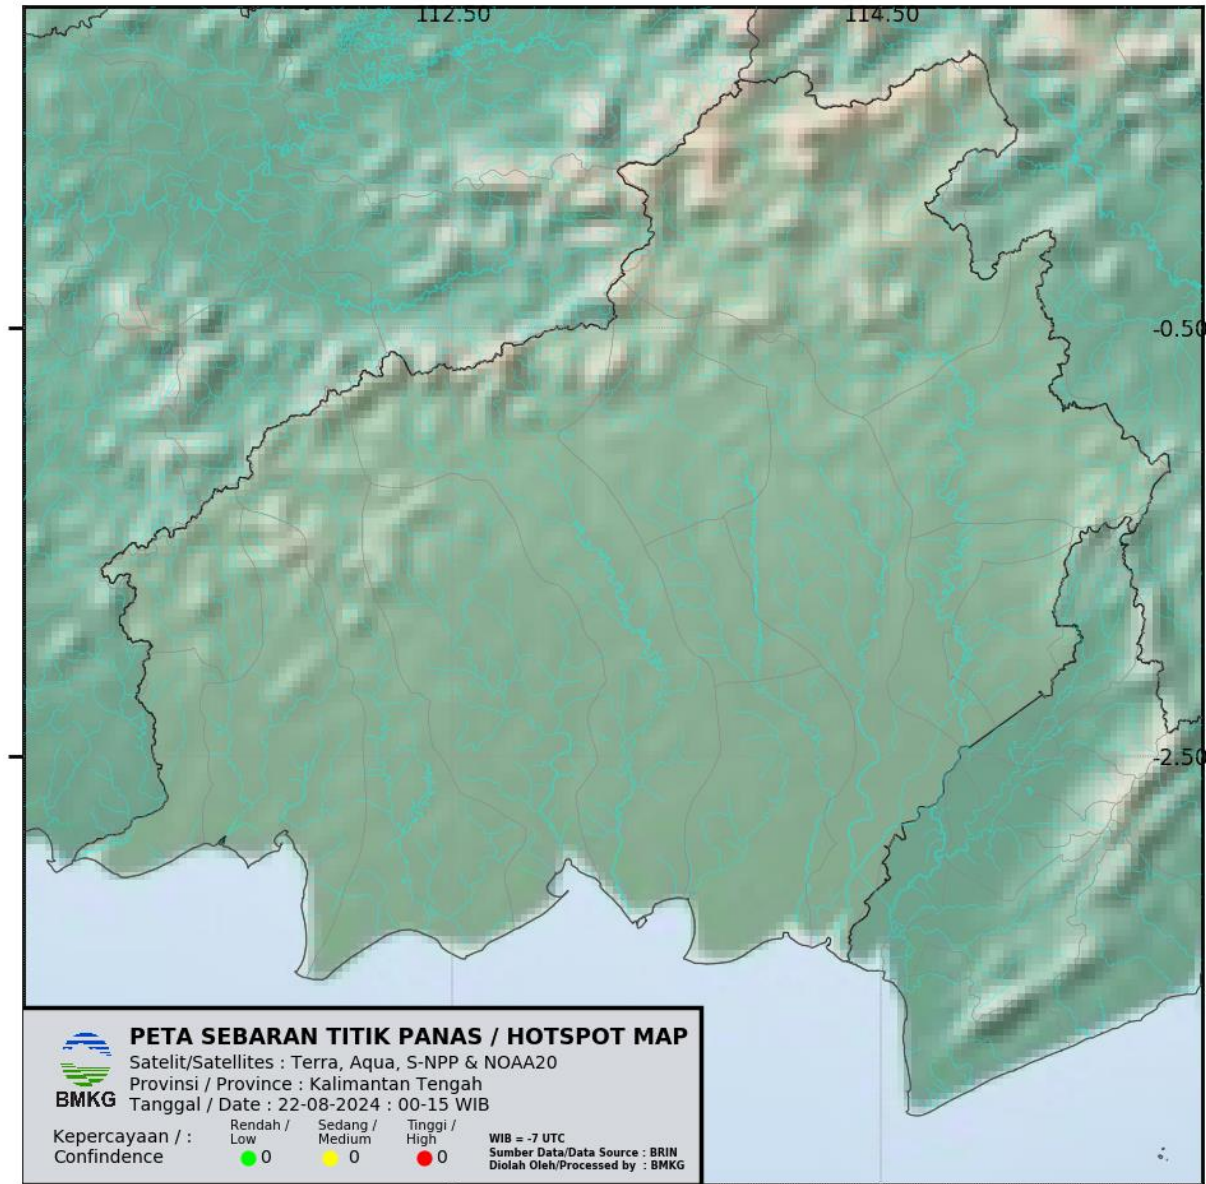 112.50 114.50
-0.50
-2.50
PETA SEBARAN TITIK PANAS / HOTSPOT MAP
Satelit/Satellites : Terra, Aqua, S-NPP & NOAA20
Provinsi / Province : Kalimantan Tengah
BMKG
Tanggal / Date : 22-08-2024 : 00-15 WIB
Kepercayaan / :
Confindence
Rendah /
Low
0
Sedang /
Medium
0
Tinggi /
High
0
WIB = -7 UTC
Sumber Data/Data Source : BRIN
Diolah Oleh/Processed by : BMKG